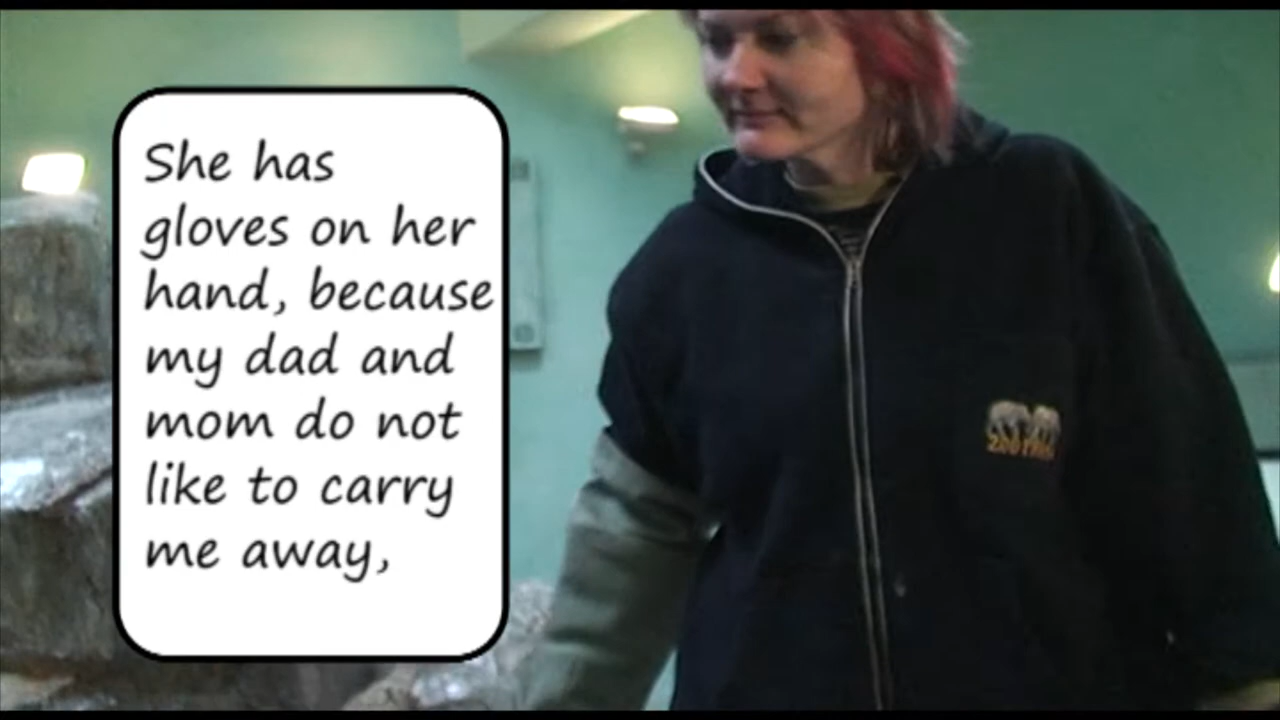 She has
gloves on her
hand, because
my dad and
mom do not
like to carry
me away,